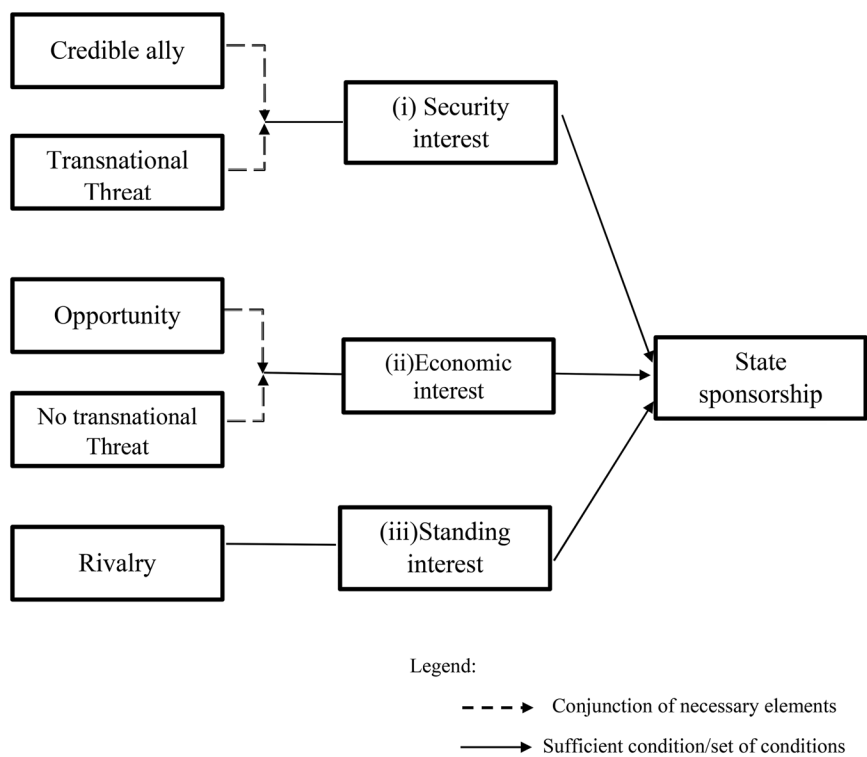 Credible ally
Transnational
Threat
(i) Security
interest
Opportunity
No transnational
Threat
(ii)Economic
interest
State
sponsorship
Rivalry
(iii)Standing
interest
Legend:
Conjunction of necessary elements
Sufficient condition/set of conditions